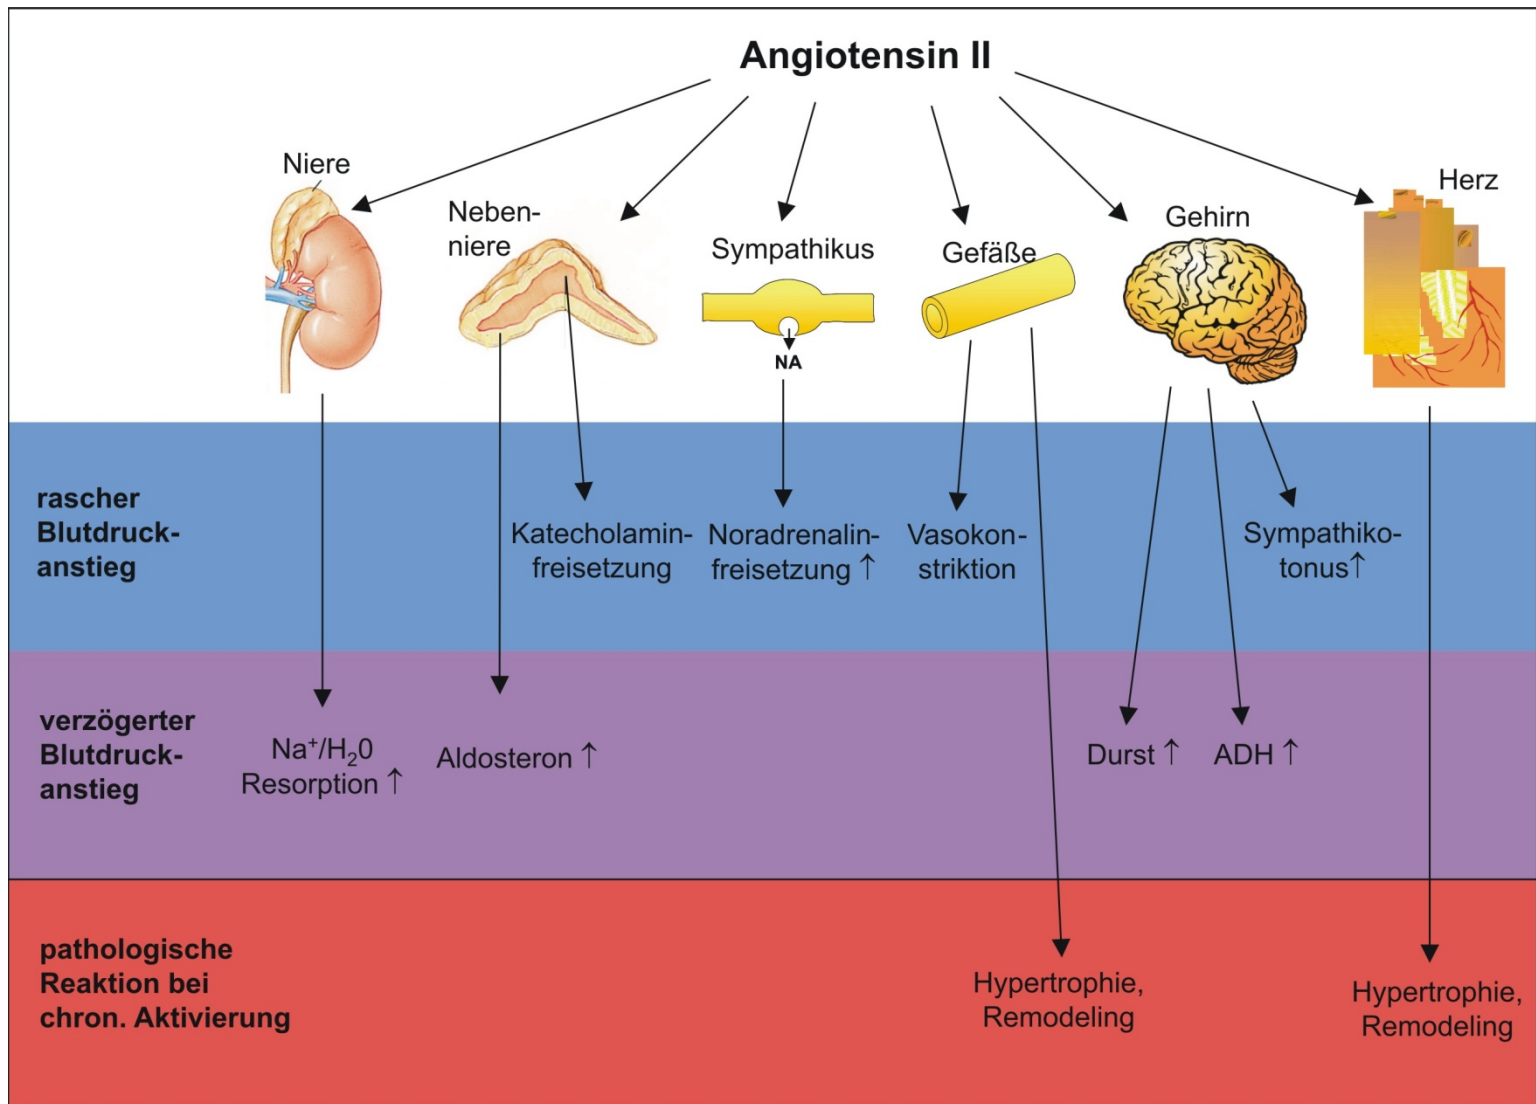 Angiotensin II
Niere
Neben-
niere
Sympathikus
NA
Gefäße
Gehirn
Herz
rascher
Blutdruck-
anstieg
Katecholamin-
freisetzung
Noradrenalin-
freisetzung ↑
Vasokon-
striktion
Sympathiko-
tonus↑
verzögerter
Blutdruck-
anstieg
Na⁺/H₂0
Resorption ↑
Aldosteron ↑
Durst ↑
ADH ↑
pathologische
Reaktion bei
chron. Aktivierung
Hypertrophie,
Remodeling
Hypertrophie,
Remodeling